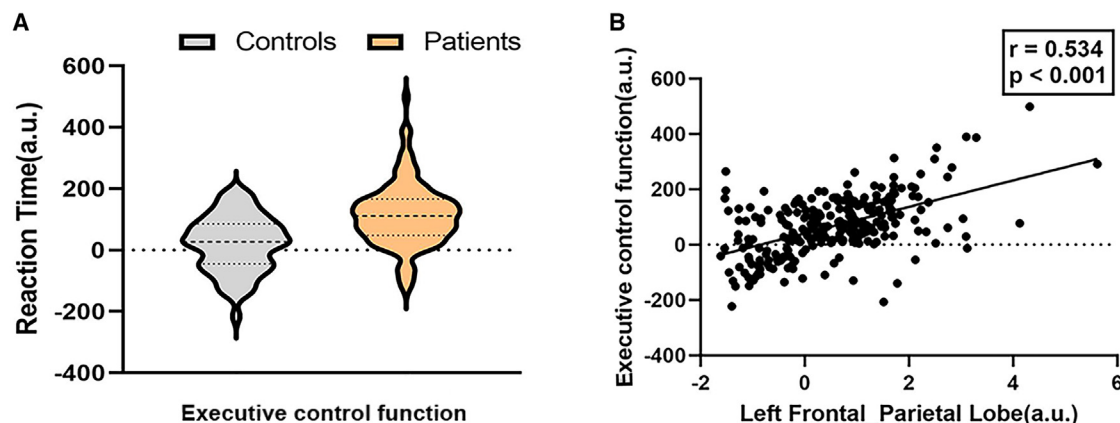 A
Controls Patients
Reaction Time(a.u.)
600
400
200
0
-200
-400
Executive control function
B
r = 0.534
p < 0.001
Executive control function(a.u.)
600
400
200
0
-200
-400
-2 0 2 4 6
Left Frontal Parietal Lobe(a.u.)